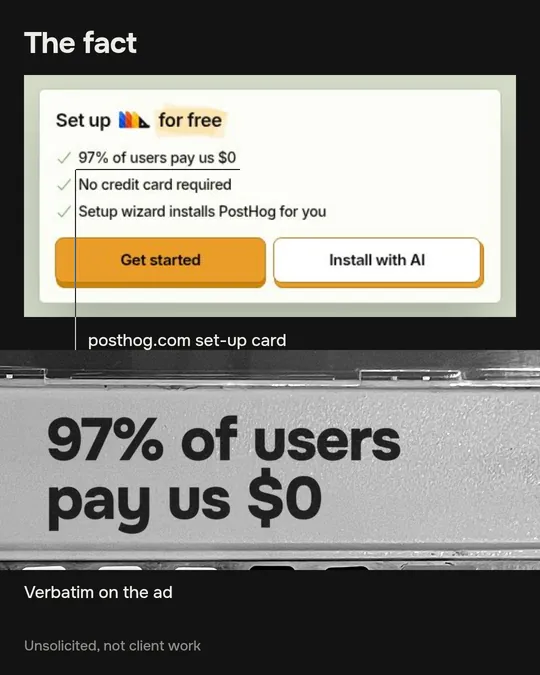 The fact
Set up for free
97% of users pay us $0
No credit card required
Setup wizard installs PostHog for you
Get started
Install with AI
posthog.com set-up card
97% of users
pay us $0
Verbatim on the ad
Unsolicited, not client work